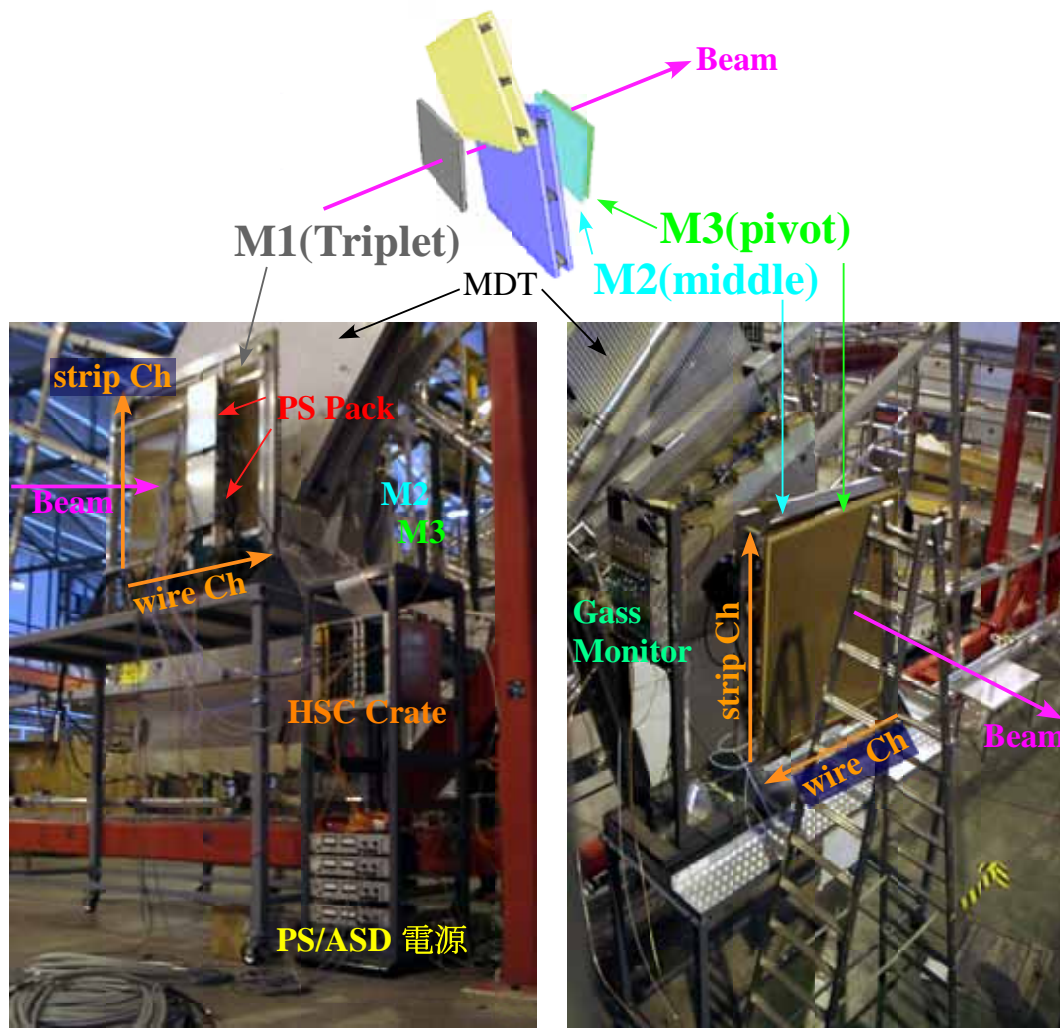 Beam
M1(Triplet)
M3(pivot)
M2(middle)
MDT
strip Ch
PS Pack
Beam
M2
M3
wire Ch
HSC Crate
PS/ASD 電源
Gass
Monitor
strip Ch
wire Ch
Beam